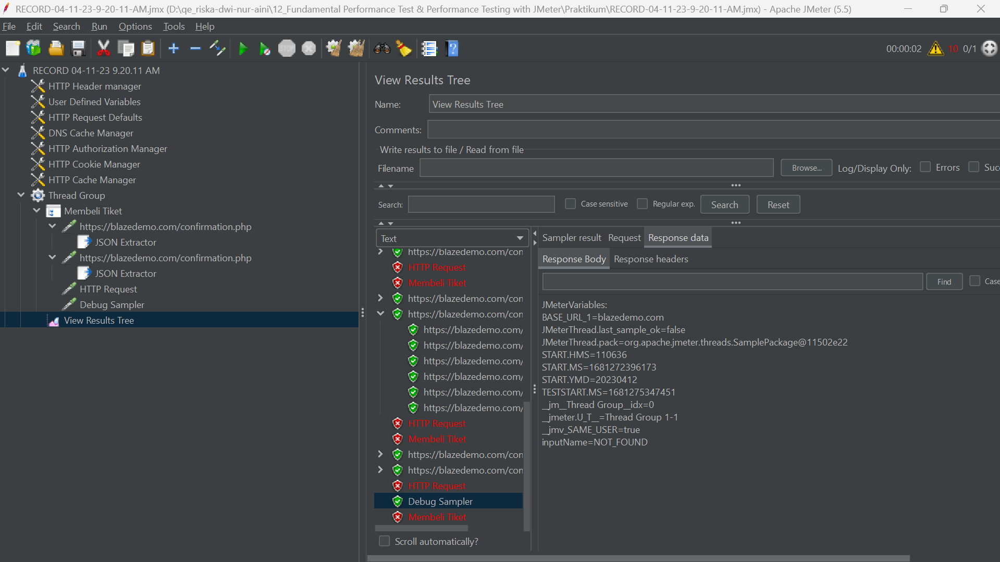 RECORD-04-11-23-9-20-11-AM.jmx (D:\qe_riska-dwi-nur-aini\12_Fundamental Performance Test & Performance Testing with JMeter\Praktikum\RECORD-04-11-23-9-20-11-AM.jmx) - Apache JMeter (5.5)
File Edit Search Run Options Tools Help
STOP
00:00:02 10 0/1
RECORD 04-11-23 9.20.11 AM
HTTP Header manager
User Defined Variables
HTTP Request Defaults
DNS Cache Manager
HTTP Authorization Manager
HTTP Cookie Manager
HTTP Cache Manager
Thread Group
Membeli Tiket
https://blazedemo.com/confirmation.php
JSON Extractor
https://blazedemo.com/confirmation.php
JSON Extractor
HTTP Request
Debug Sampler
View Results Tree
View Results Tree
Name: View Results Tree
Comments:
Write results to file / Read from file
Filename Browse... Log/Display Only: Errors Suc
Search: Case sensitive Regular exp. Search Reset
Text
https://blazedemo.com/con
HTTP Request
Membeli Tiket
https://blazedemo.com/con
https://blazedemo.com/con
https://blazedemo.com/
https://blazedemo.com/
https://blazedemo.com/
https://blazedemo.com/
https://blazedemo.com/
https://blazedemo.com/
HTTP Request
Membeli Tiket
https://blazedemo.com/con
https://blazedemo.com/con
HTTP Request
Debug Sampler
Membeli Tiket
Scroll automatically?
Sampler result Request Response data
Response Body Response headers
Find Case
JMeterVariables:
BASE_URL_1=blazedemo.com
JMeterThread.last_sample_ok=false
JMeterThread.pack=org.apache.jmeter.threads.SamplePackage@11502e22
START.HMS=110636
START.MS=1681272396173
START.YMD=20230412
TESTSTART.MS=1681275347451
__jm__Thread Group__idx=0
__jmeter.U_T__=Thread Group 1-1
__jmv_SAME_USER=true
inputName=NOT_FOUND